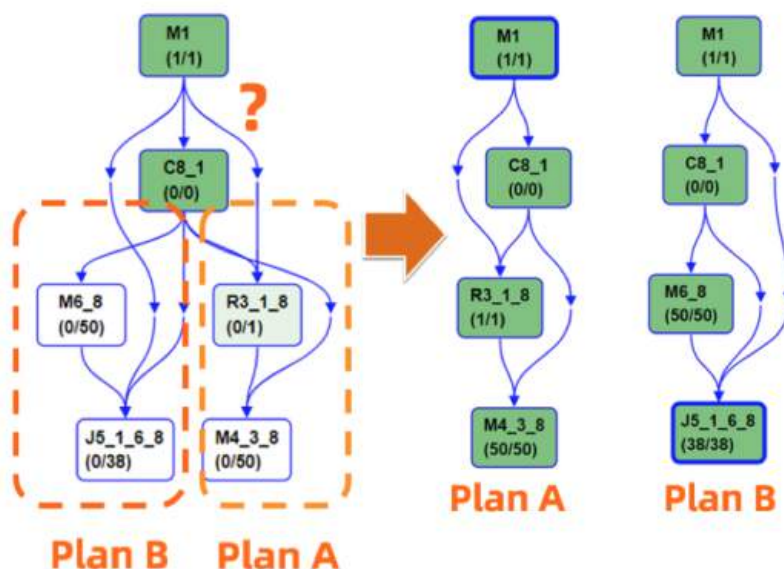 M1
(1/1)
?
C8_1
(0/0)
M6_8
(0/50)
R3_1_8
(0/1)
J5_1_6_8
(0/38)
M4_3_8
(0/50)
Plan B
Plan A
M1
(1/1)
C8_1
(0/0)
R3_1_8
(1/1)
M4_3_8
(50/50)
Plan A
M1
(1/1)
C8_1
(0/0)
M6_8
(50/50)
J5_1_6_8
(38/38)
Plan B